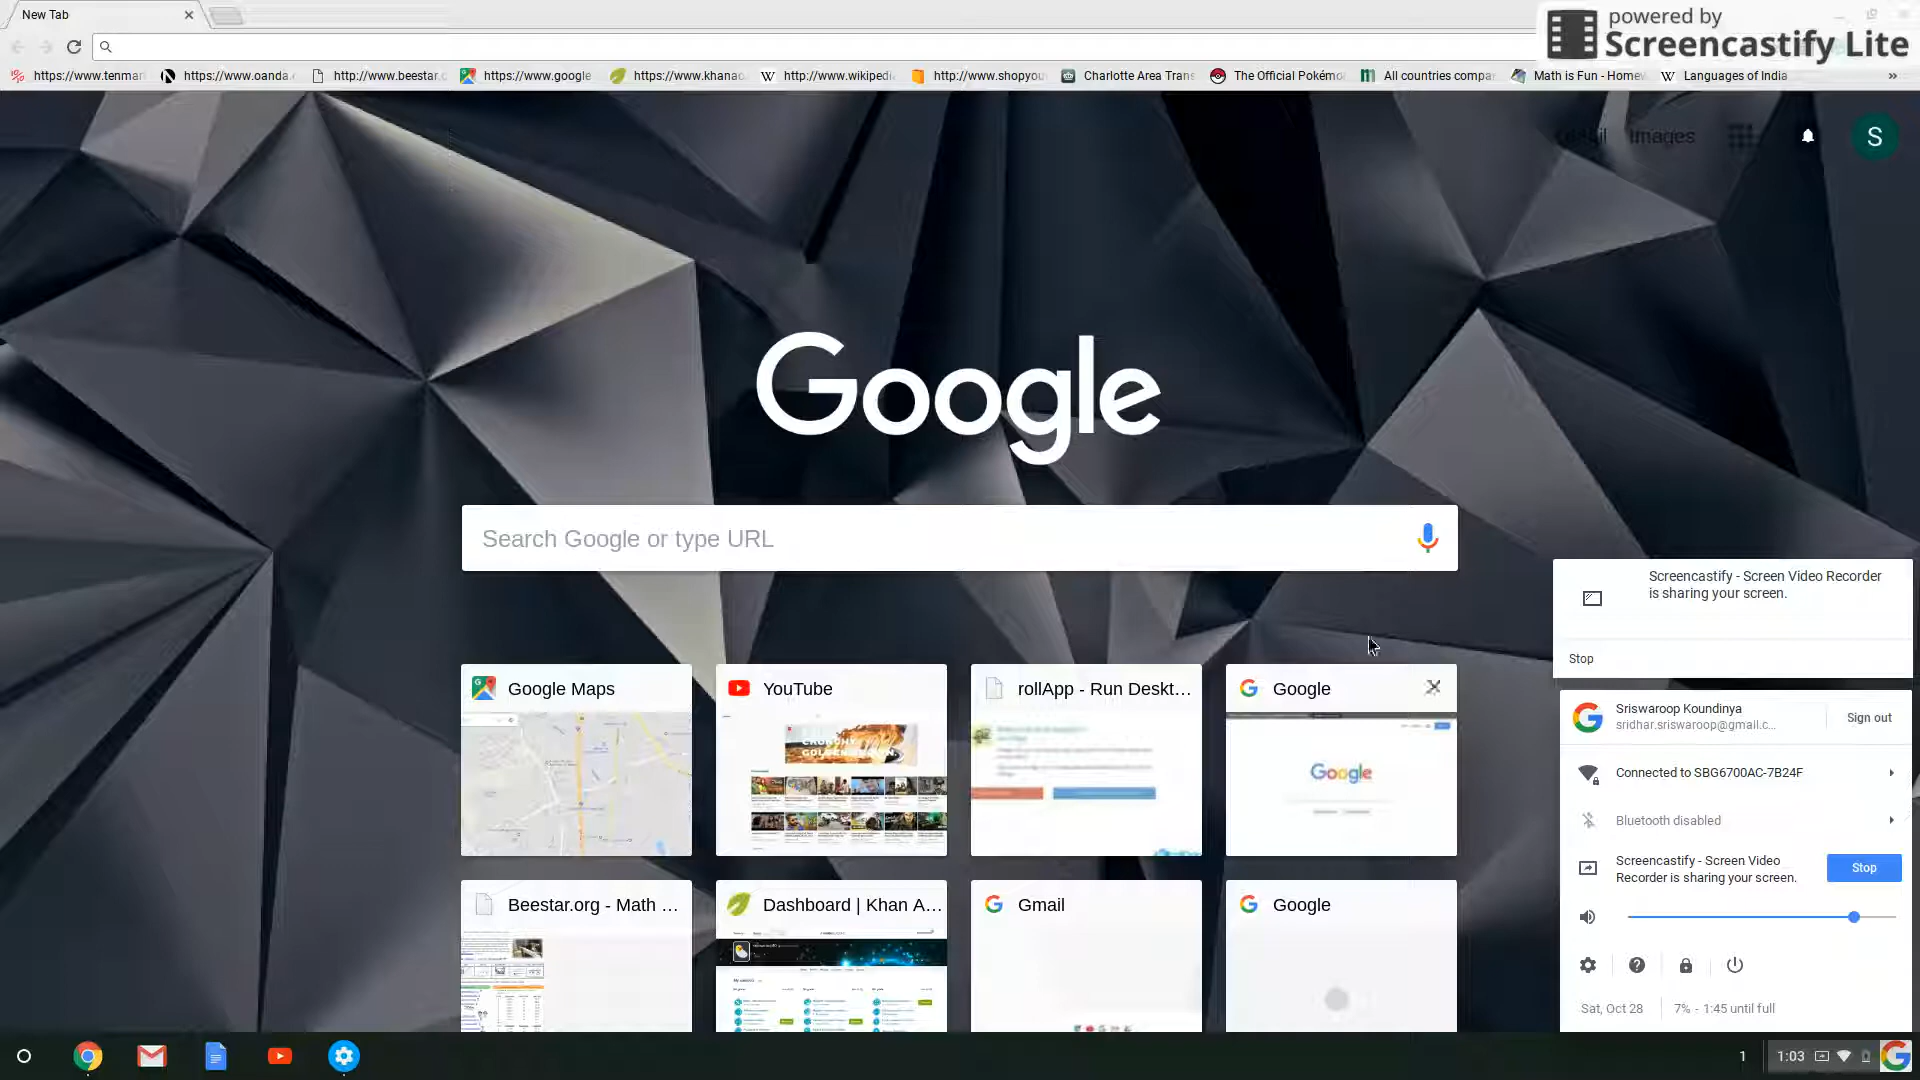 New Tab
powered by
Screencastify Lite
https://www.tenmar
https://www.oanda.
http://www.beestar.c
https://www.google
https://www.khanac
http://www.wikipedi
http://www.shopyou
Charlotte Area Trans
The Official Pokémo
All countries compa
Math is Fun - Home
Languages of India
»
Images
S
Google
Search Google or type URL
Screencastify - Screen Video Recorder
is sharing your screen.
Stop
Google Maps
YouTube
rollApp - Run Deskt...
Google
Google
Sriswaroop Koundinya
sridhar.sriswaroop@gmail.c...
Sign out
Connected to SBG6700AC-7B24F
Bluetooth disabled
Screencastify - Screen Video
Recorder is sharing your screen.
Stop
Beestar.org - Math ...
Dashboard | Khan A...
Gmail
Google
Sat, Oct 28
7% - 1:45 until full
1
1:03